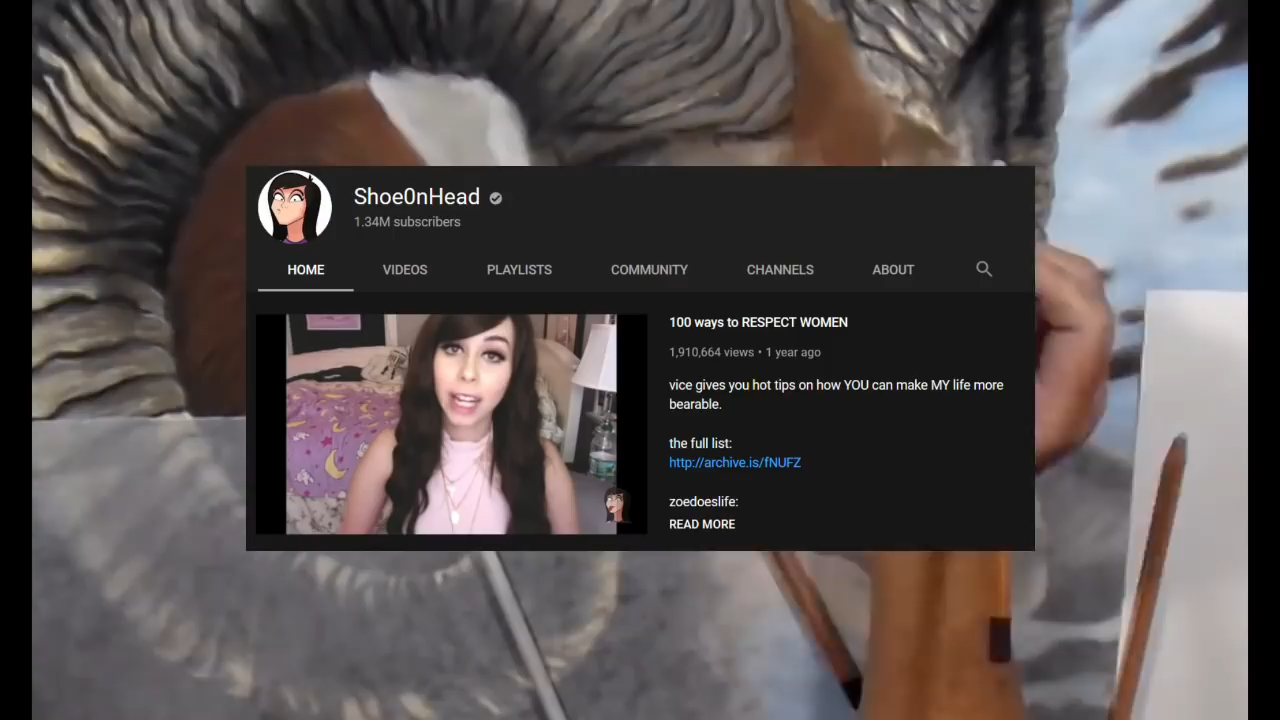 Shoe0nHead
1.34M subscribers
HOME VIDEOS PLAYLISTS COMMUNITY CHANNELS ABOUT
100 ways to RESPECT WOMEN
1,910,664 views • 1 year ago
vice gives you hot tips on how YOU can make MY life more
bearable.
the full list:
http://archive.is/fNUFZ
zoedoeslife:
READ MORE